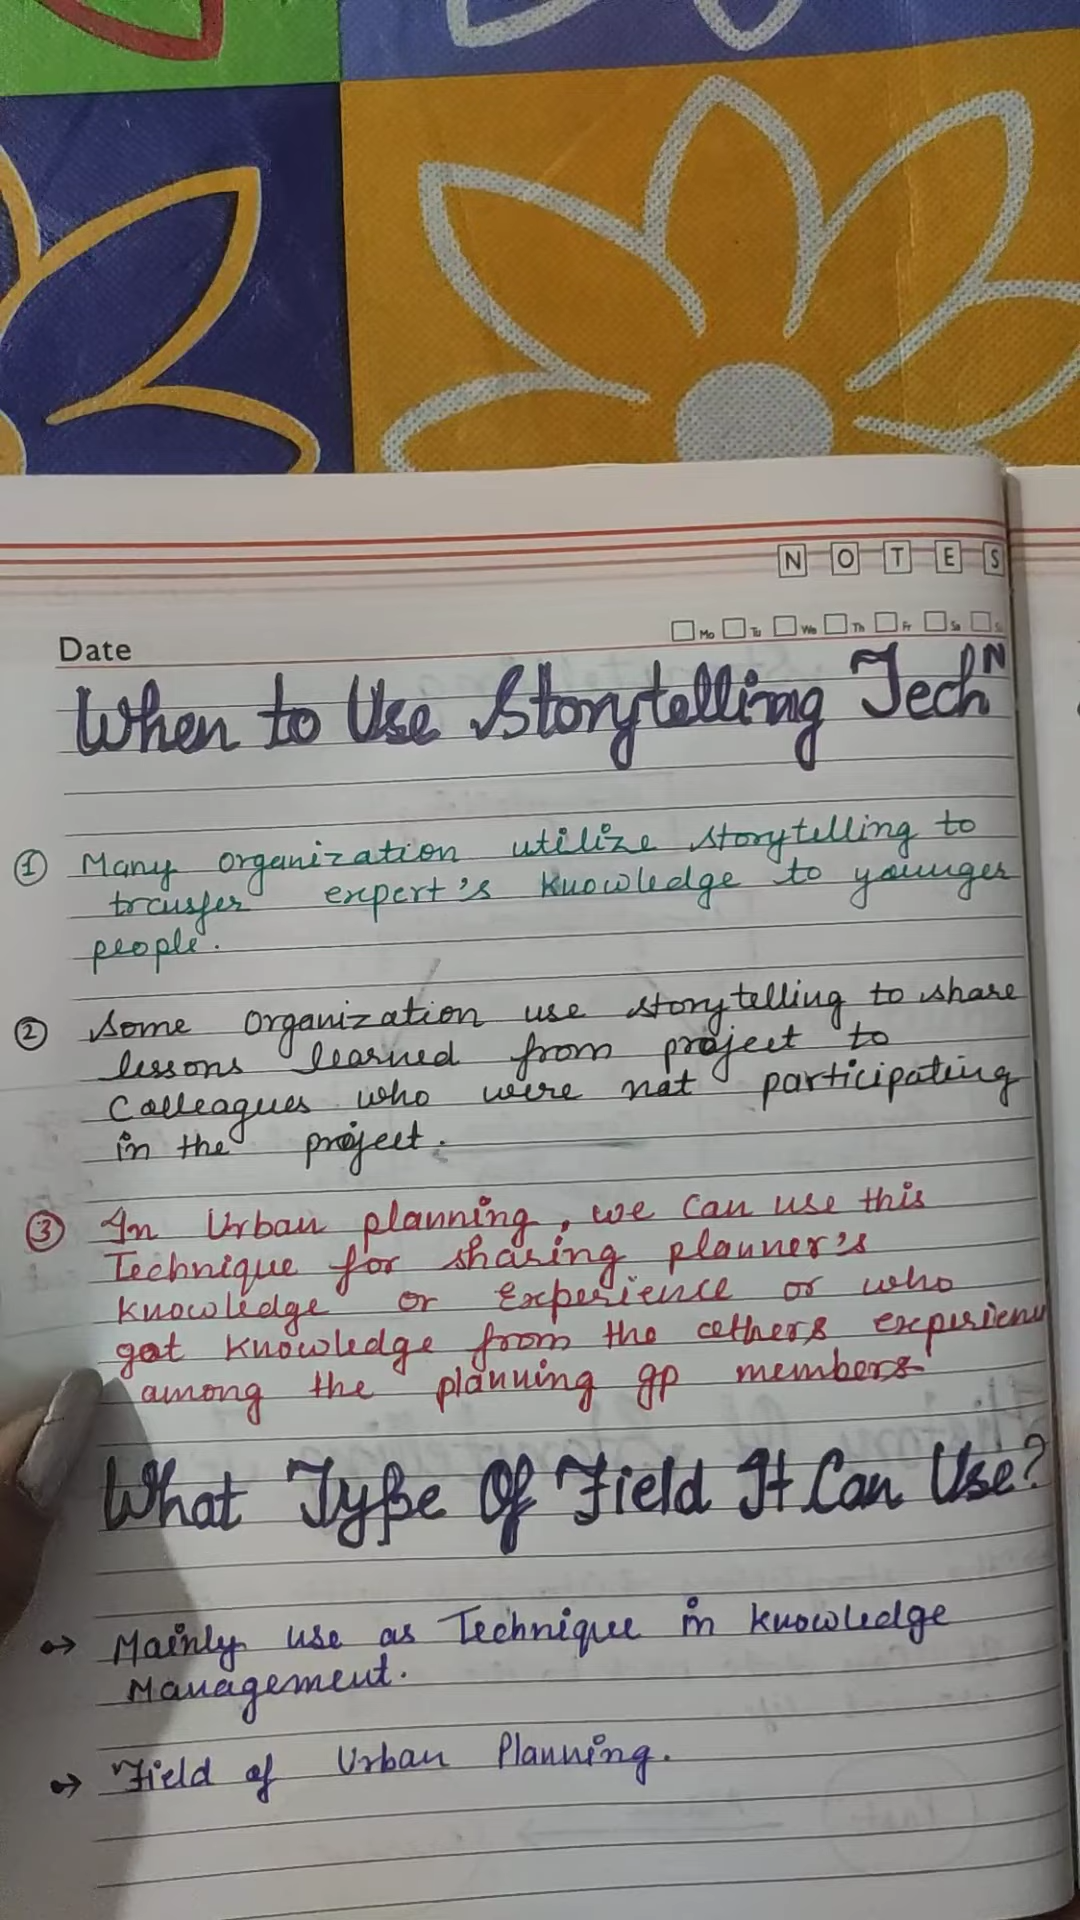 NOTES
Mo Tu We Th Fr Sa
Date
When to Use Storytelling Techⁿ
① Many organization utilize storytelling to
transfer expert's knowledge to younger
people.
② Some organization use storytelling to share
lessons learned from project to
Colleagues who were not participating
in the project.
③ In Urban planning, we can use this
Technique for sharing planner's
knowledge or experience or who
got knowledge from the others experienc
among the planning gp members
What Type Of Field It Can Use?
↦ Mainly use as Technique in knowledge
Management.
↦ Field of Urban Planning.